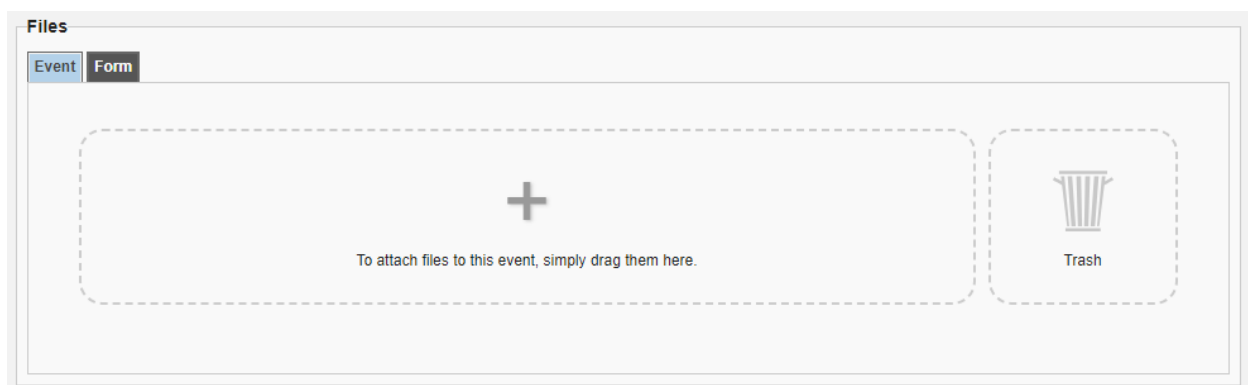 Files
Event Form
To attach files to this event, simply drag them here.
Trash